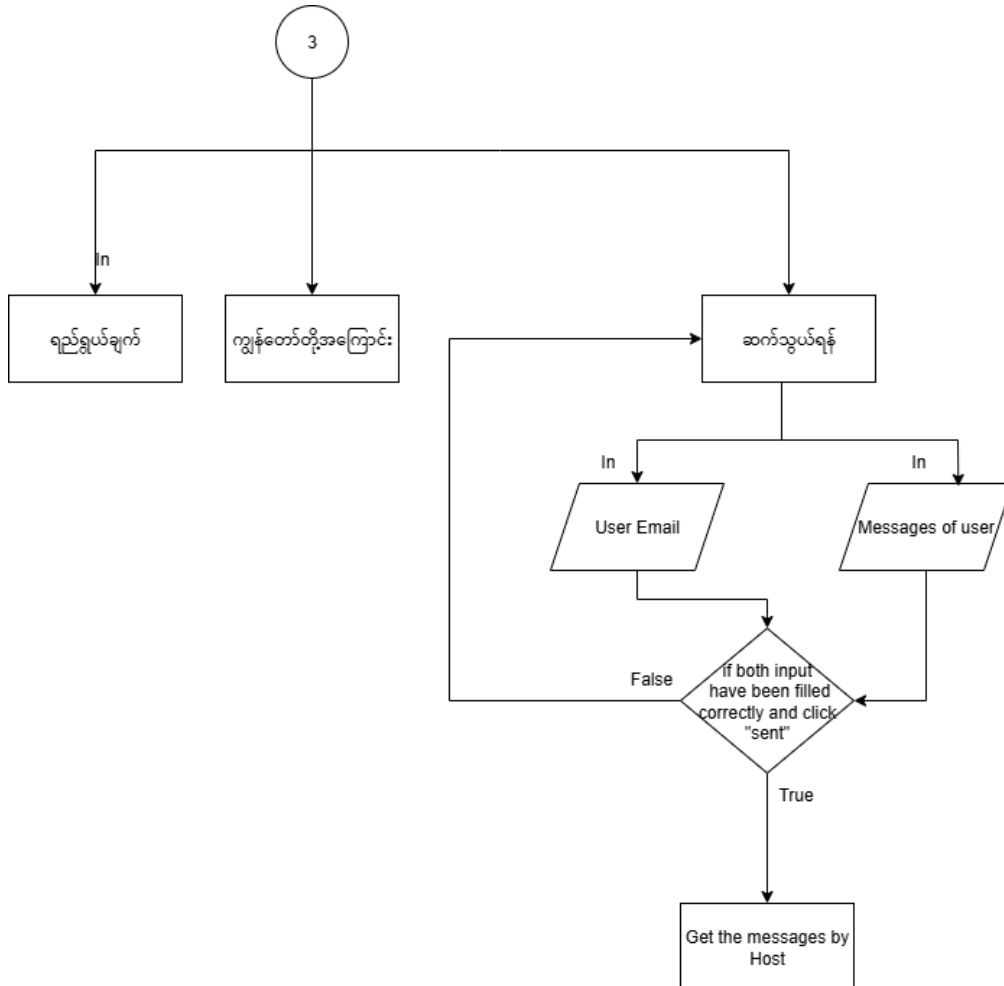 3
In
ရည်ရွယ်ချက်
ကျွန်တော်တို့အကြောင်း
ဆက်သွယ်ရန်
In
In
User Email
Messages of user
if both input
have been filled
correctly and click
"sent"
False
True
Get the messages by
Host